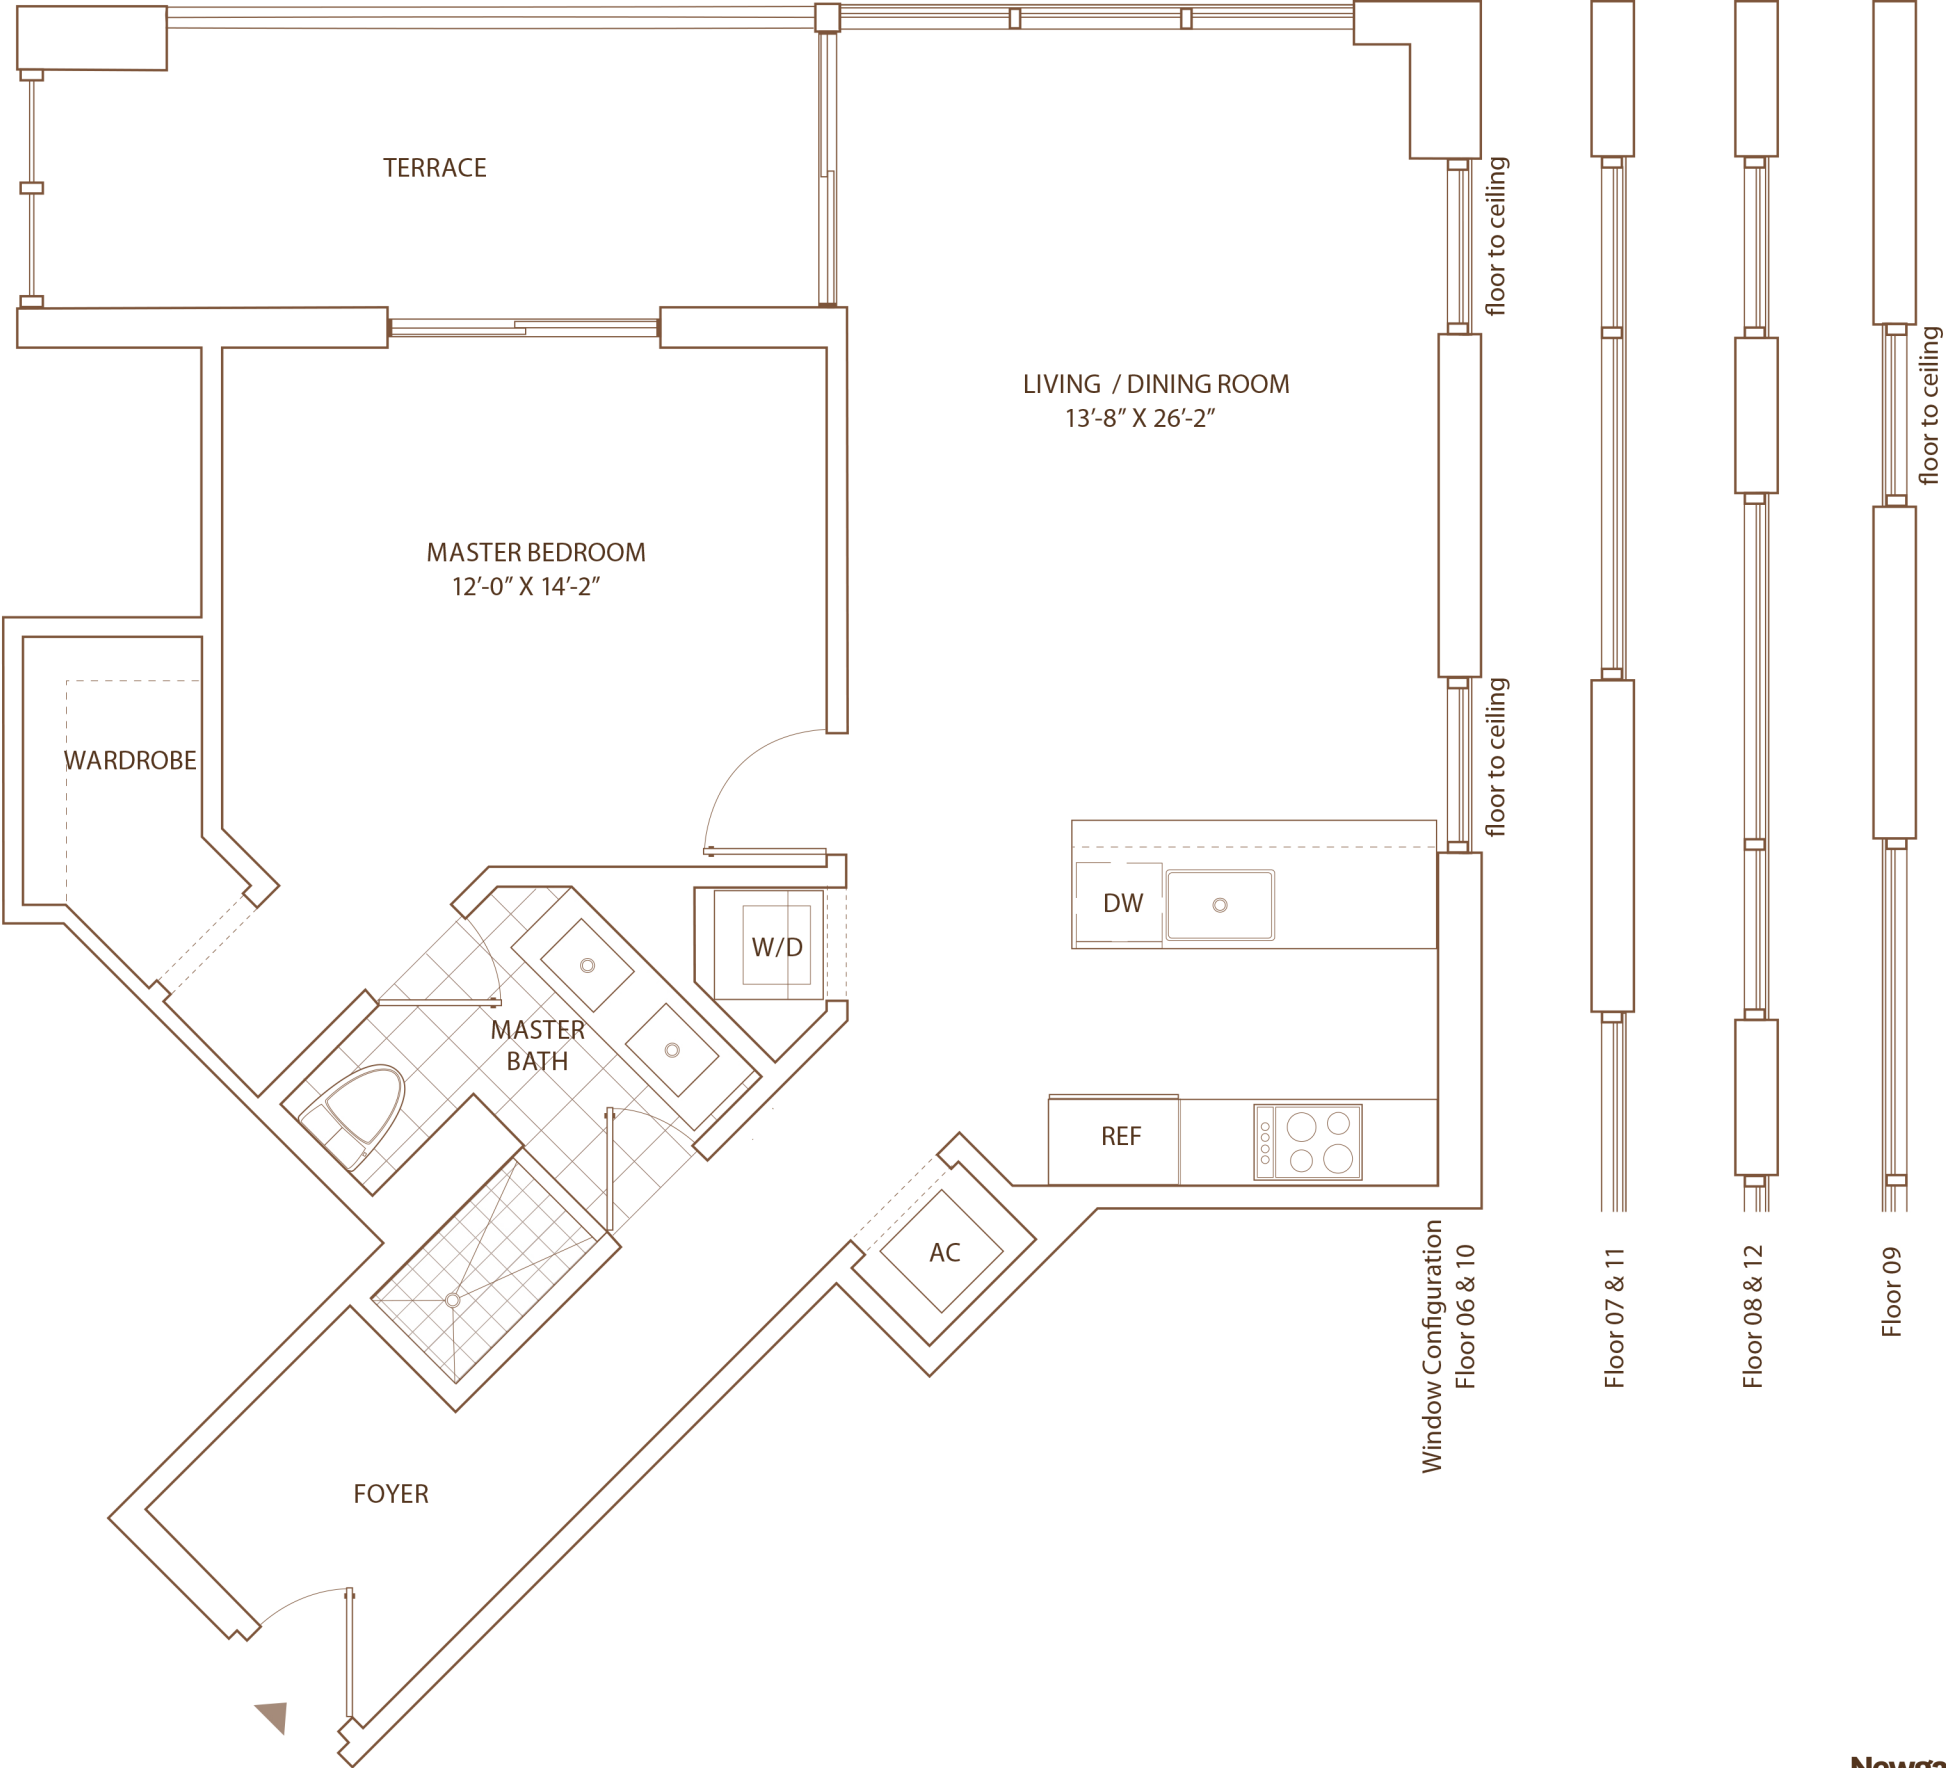 TERRACE
LIVING / DINING ROOM
13’-8” X 26’-2”
MASTER BEDROOM
12’-0” X 14’-2”
WARDROBE
MASTER
BATH
W/D
DW
REF
AC
FOYER
floor to ceiling
floor to ceiling
floor to ceiling
Window Configuration
Floor 06 & 10
Floor 07 & 11
Floor 08 & 12
Floor 09